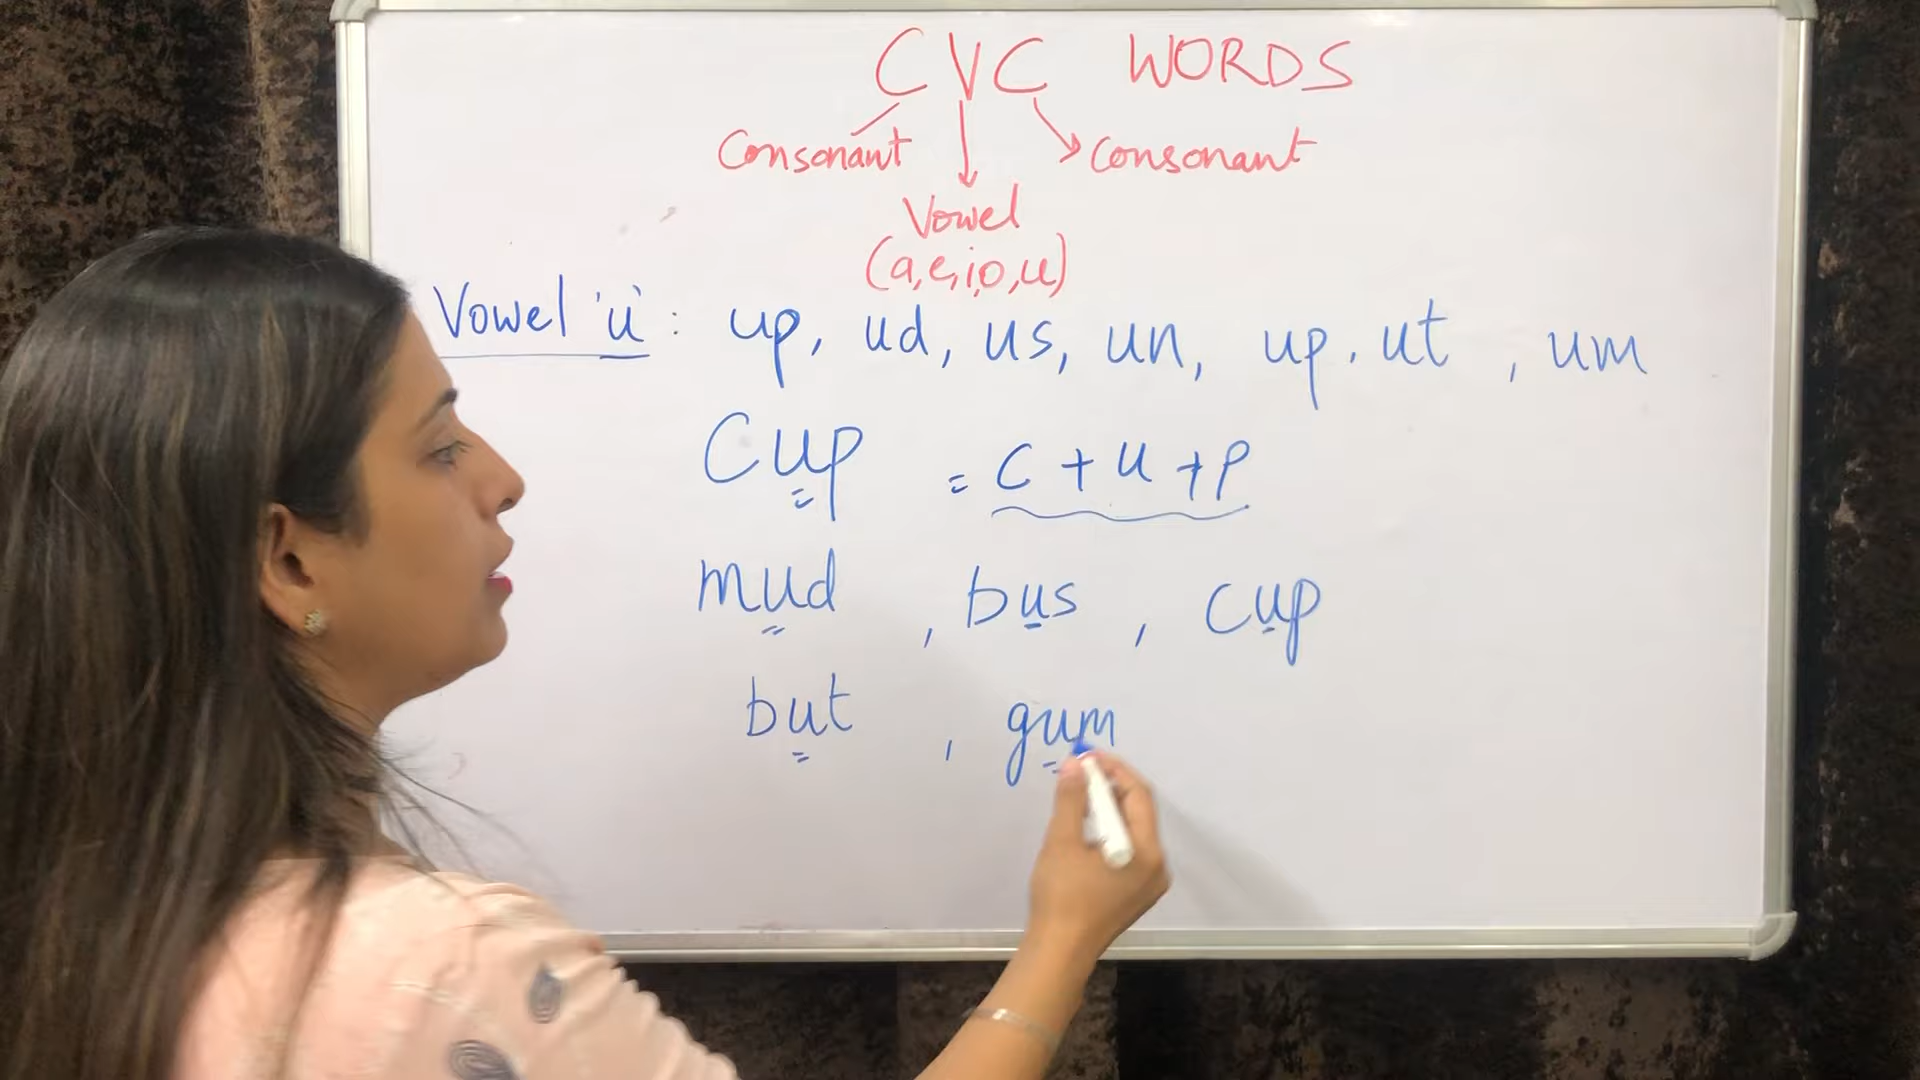 CVC WORDS
Consonant Consonant
Vowel
(a,e,i,o,u)
Vowel 'u' : up, ud, us, un, up, ut , um
Cup = C + u + p
mud , bus , Cup
but , gum